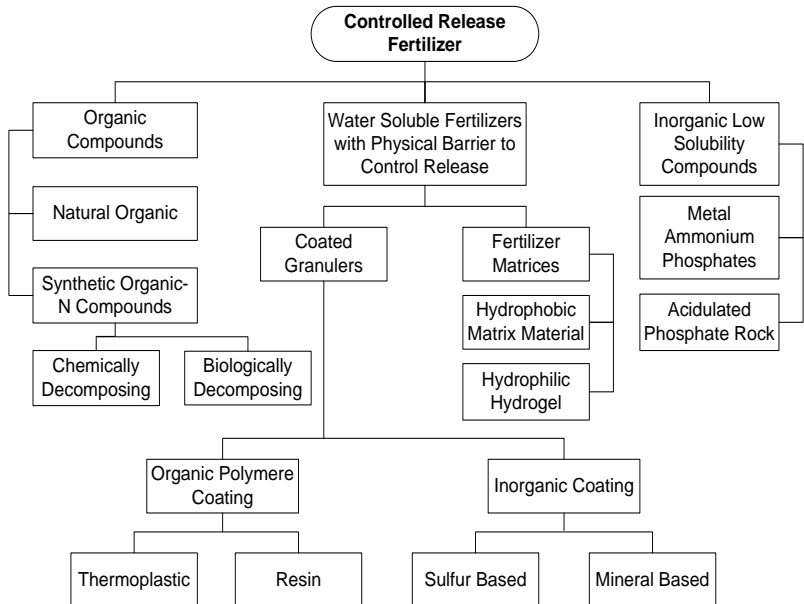 Controlled Release
Fertilizer
Organic
Compounds
Water Soluble Fertilizers
with Physical Barrier to
Control Release
Inorganic Low
Solubility
Compounds
Natural Organic
Coated
Granulers
Fertilizer
Matrices
Metal
Ammonium
Phosphates
Synthetic Organic-
N Compounds
Hydrophobic
Matrix Material
Acidulated
Phosphate Rock
Chemically
Decomposing
Biologically
Decomposing
Hydrophilic
Hydrogel
Organic Polymere
Coating
Inorganic Coating
Thermoplastic
Resin
Sulfur Based
Mineral Based